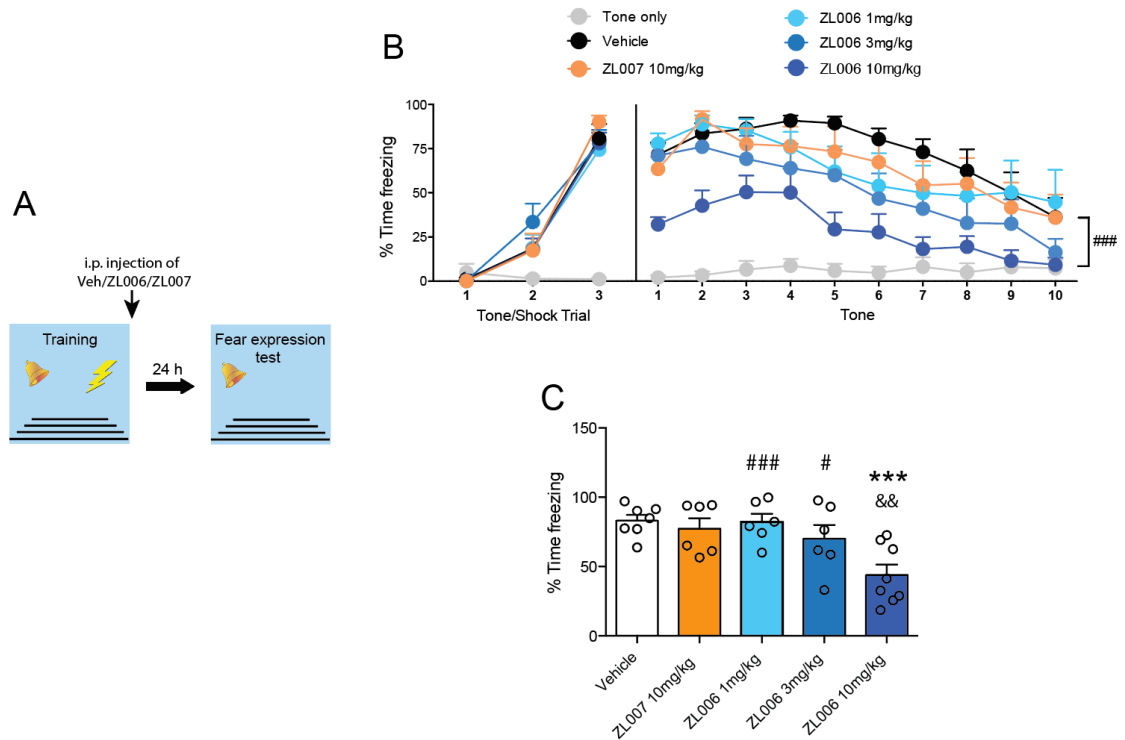 A
i.p. injection of
Veh/ZL006/ZL007
Training
24 h
Fear expression
test
B
Tone only
Vehicle
ZL007 10mg/kg
ZL006 1mg/kg
ZL006 3mg/kg
ZL006 10mg/kg
% Time freezing
100
75
50
25
0
1 2 3
Tone/Shock Trial
1 2 3 4 5 6 7 8 9 10
Tone
###
C
% Time freezing
150
100
50
0
###
#
***
&&
Vehicle
ZL007 10mg/kg
ZL006 1mg/kg
ZL006 3mg/kg
ZL006 10mg/kg